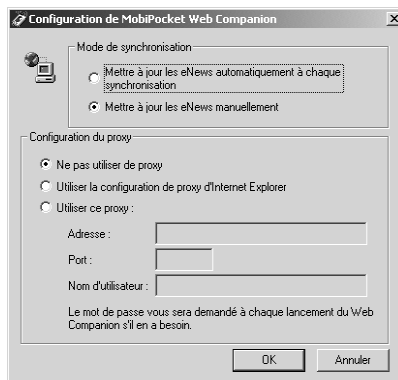 Configuration de MobiPocket Web Companion
Mode de synchronisation
Mettre à jour les eNews automatiquement à chaque
synchronisation
Mettre à jour les eNews manuellement
Configuration du proxy
Ne pas utiliser de proxy
Utiliser la configuration de proxy d'Internet Explorer
Utiliser ce proxy :
Adresse :
Port :
Nom d'utilisateur :
Le mot de passe vous sera demandé à chaque lancement du Web
Companion s'il en a besoin.
OK
Annuler